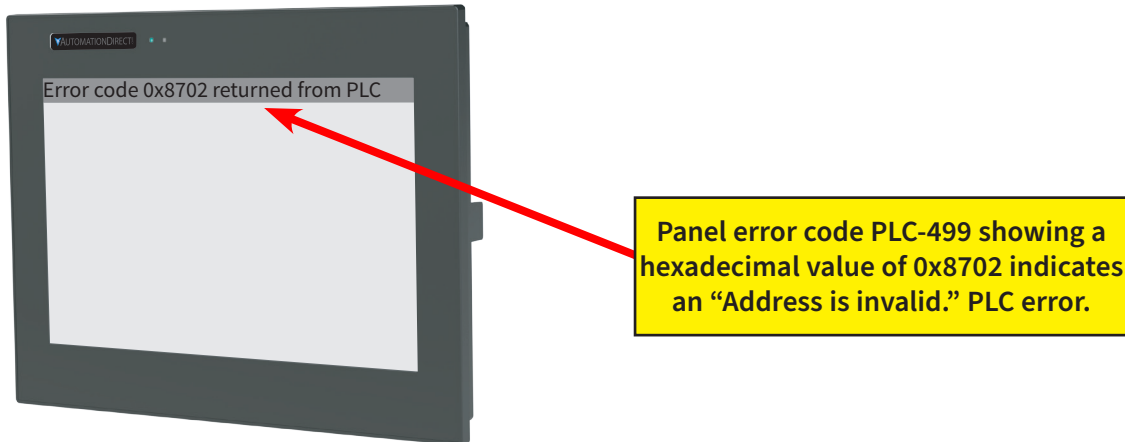 AUTOMATIONDIRECT
Error code 0x8702 returned from PLC
Panel error code PLC-499 showing a
hexadecimal value of 0x8702 indicates
an “Address is invalid.” PLC error.